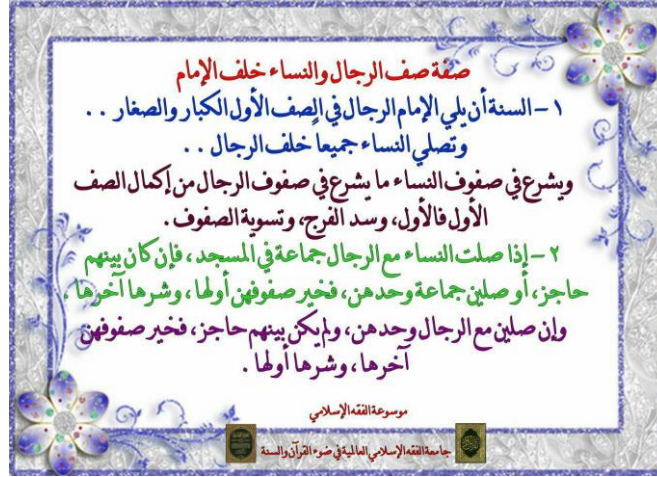 صفة صف الرجال والنساء خلف الإمام
١ - السنة أن يلي الإمام الرجال في الصف الأول الكبار والصغار . .
وتصلي النساء جميعاً خلف الرجال . .
ويشرع في صفوف النساء ما يشرع في صفوف الرجال من إكمال الصف
الأول فالأول، وسد الفرج، وتسوية الصفوف .
٢ - إذا صلت النساء مع الرجال جماعة في المسجد، فإن كان بينهم
حاجز، أو صلين جماعة وحدهن، فخير صفوفهن أولها، وشرها آخرها .
وإن صلين مع الرجال وحدهن، ولم يكن بينهم حاجز، فخير صفوفهن
آخرها، وشرها أولها .
موسوعة الفقه الإسلامي
جامعة الفقه الإسلامي العالمية في ضوء القرآن والسنة